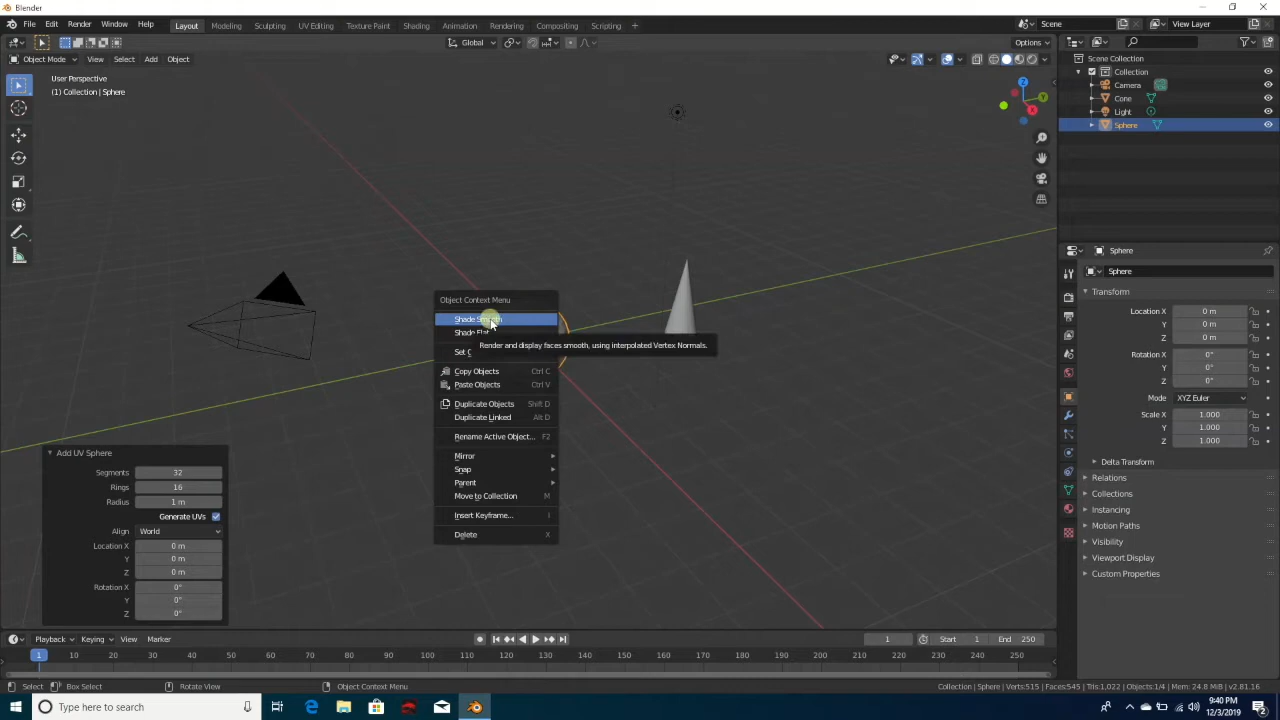 Blender
File Edit Render Window Help
Layout Modeling Sculpting UV Editing Texture Paint Shading Animation Rendering Compositing Scripting +
Scene
View Layer
Global
Options
Object Mode View Select Add Object
User Perspective
(1) Collection | Sphere
Z
Y
X
Scene Collection
Collection
Camera
Cone
Light
Sphere
Object Context Menu
Shade Smooth
Shade Flat
Render and display faces smooth, using interpolated Vertex Normals.
Copy Objects Ctrl C
Paste Objects Ctrl V
Duplicate Objects Shift D
Duplicate Linked Alt D
Rename Active Object... F2
Mirror
Snap
Parent
Move to Collection M
Insert Keyframe... I
Delete X
Add UV Sphere
Segments 32
Rings 16
Radius 1 m
Generate UVs
Align World
Location X 0 m
Y 0 m
Z 0 m
Rotation X 0°
Y 0°
Z 0°
Sphere
Sphere
Transform
Location X 0 m
Y 0 m
Z 0 m
Rotation X 0°
Y 0°
Z 0°
Mode XYZ Euler
Scale X 1.000
Y 1.000
Z 1.000
Delta Transform
Relations
Collections
Instancing
Motion Paths
Visibility
Viewport Display
Custom Properties
Playback Keying View Marker
1 Start 1 End 250
1 10 20 30 40 50 60 70 80 90 100 110 120 130 140 150 160 170 180 190 200 210 220 230 240 250
Select Box Select Rotate View Object Context Menu
Collection | Sphere | Verts:515 | Faces:545 | Tris:1,022 | Objects:1/4 | Mem: 24.8 MiB | v2.81.16
Type here to search
9:40 PM
12/3/2019
2